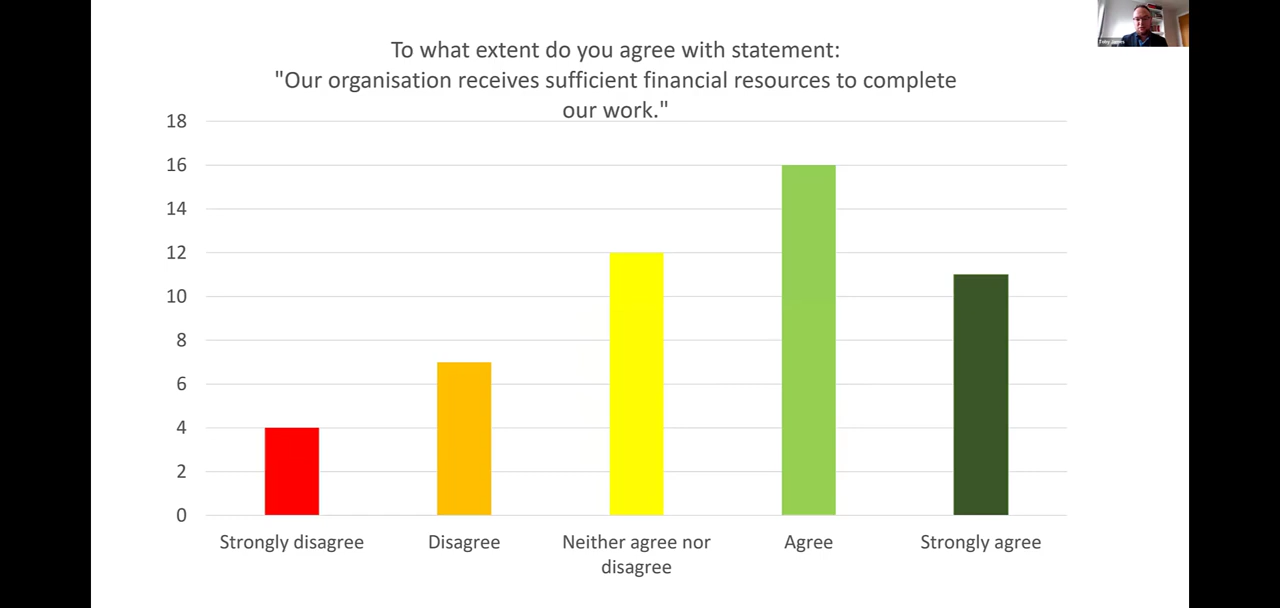 To what extent do you agree with statement:
"Our organisation receives sufficient financial resources to complete
our work."
18
16
14
12
10
8
6
4
2
0
Strongly disagree
Disagree
Neither agree nor
disagree
Agree
Strongly agree